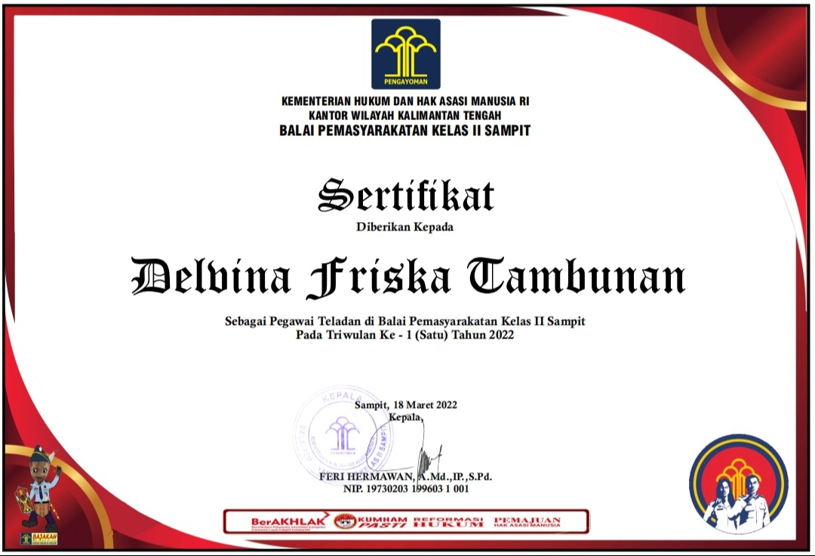 PENGAYOMAN
KEMENTERIAN HUKUM DAN HAK ASASI MANUSIA RI
KANTOR WILAYAH KALIMANTAN TENGAH
BALAI PEMASYARAKATAN KELAS II SAMPIT
Sertifikat
Diberikan Kepada
Delvina Friska Tambunan
Sebagai Pegawai Teladan di Balai Pemasyarakatan Kelas II Sampit
Pada Triwulan Ke - 1 (Satu) Tahun 2022
Sampit, 18 Maret 2022
Kepala,
KEPALA
FERI HERMAWAN, A.Md.,IP.,S.Pd.
NIP. 19730203 199603 1 001
BAJAKAH
BerAKHLAK KUMHAM PASTI REFORMASI HUKUM PEMAJUAN HAK ASASI MANUSIA